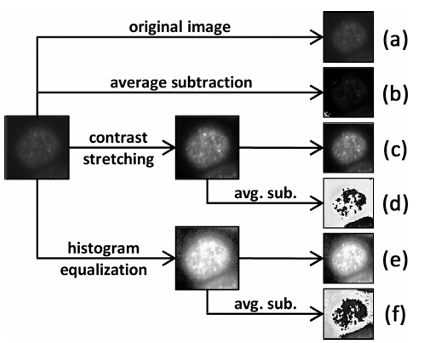 original image
(a)
average subtraction
(b)
contrast
stretching
(c)
avg. sub.
(d)
histogram
equalization
(e)
avg. sub.
(f)